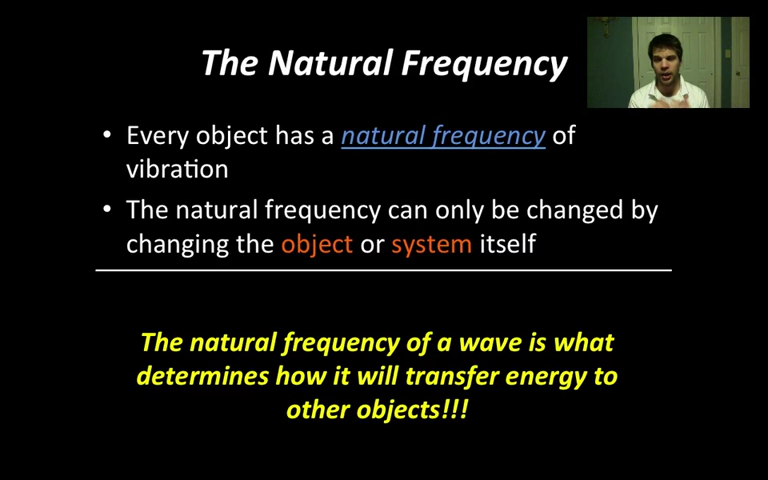 The Natural Frequency
• Every object has a natural frequency of
vibration
• The natural frequency can only be changed by
changing the object or system itself
The natural frequency of a wave is what
determines how it will transfer energy to
other objects!!!